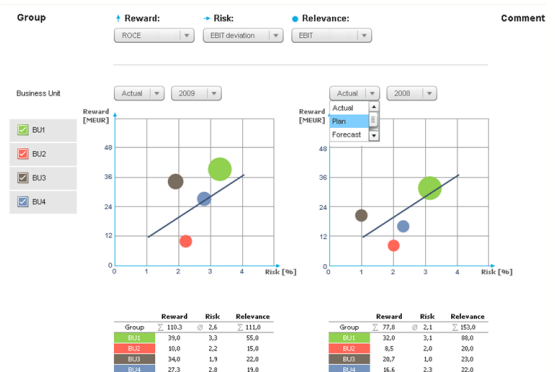 Group
Reward:
Risk:
Relevance:
Comment
ROCE
EBIT deviation
EBIT
Business Unit
Actual
2009
Actual
2008
Reward
[MEUR]
Reward
[MEUR]
Actual
Plan
Forecast
BU1
BU2
BU3
BU4
48
36
24
12
0
0 1 2 3 4 Risk [%]
48
36
24
12
0
0 1 2 3 4 Risk [%]
Reward Risk Relevance
Group Σ 110.3 Ø 2,6 Σ 111,0
BU1 39,0 3,3 55,0
BU2 10,0 2,2 15,0
BU3 34,0 1,9 22,0
BU4 27,3 2,8 19,0
Reward Risk Relevance
Group Σ 77,8 Ø 2,1 Σ 153,0
BU1 32,0 3,1 88,0
BU2 8,5 2,0 20,0
BU3 20,7 1,0 23,0
BU4 16,6 2,3 22,0